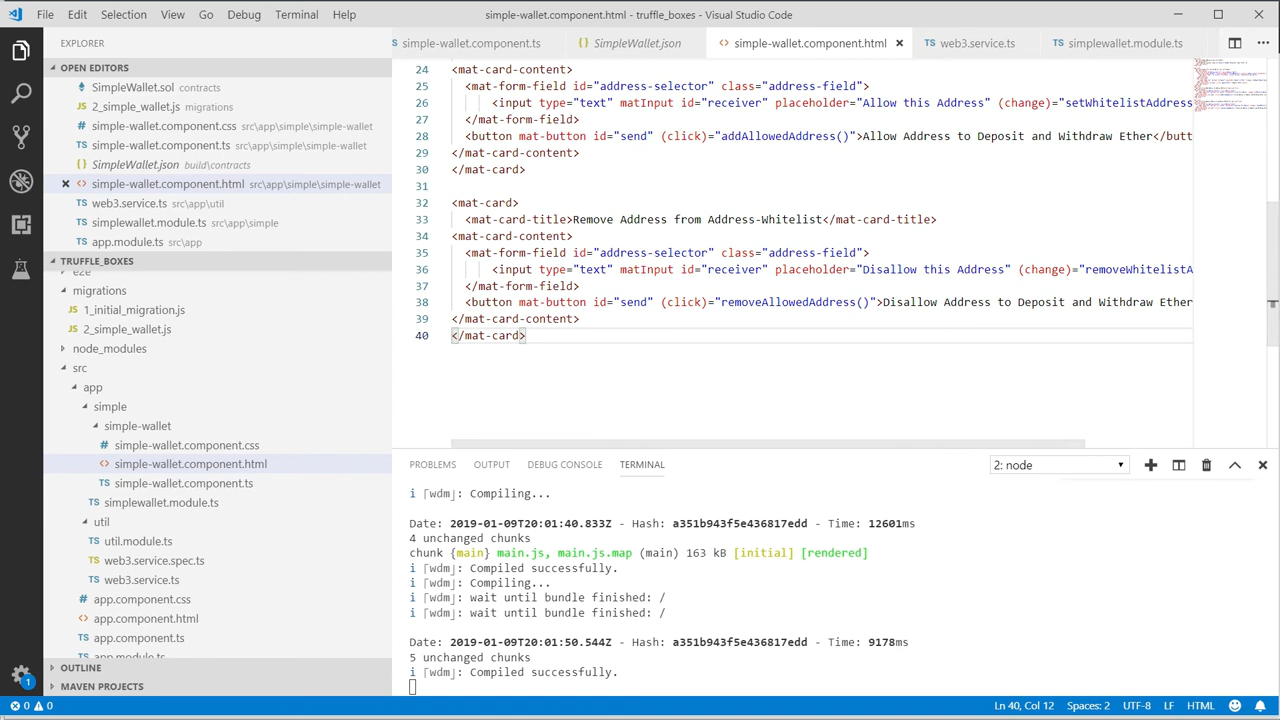 File Edit Selection View Go Debug Terminal Help simple-wallet.component.html - truffle_boxes - Visual Studio Code
EXPLORER
OPEN EDITORS
SimpleWallet.sol contracts
2_simple_wallet.js migrations
simple-wallet.component.css src\app\simple\simple-wallet
simple-wallet.component.ts src\app\simple\simple-wallet
SimpleWallet.json build\contracts
simple-wallet.component.html src\app\simple\simple-wallet
web3.service.ts src\app\util
simplewallet.module.ts src\app\simple
app.module.ts src\app
TRUFFLE_BOXES
e2e
migrations
1_initial_migration.js
2_simple_wallet.js
node_modules
src
app
simple
simple-wallet
simple-wallet.component.css
simple-wallet.component.html
simple-wallet.component.ts
simplewallet.module.ts
util
util.module.ts
web3.service.spec.ts
web3.service.ts
app.component.css
app.component.html
app.component.ts
app.module.ts
OUTLINE
MAVEN PROJECTS
simple-wallet.component.ts SimpleWallet.json simple-wallet.component.html web3.service.ts simplewallet.module.ts
24 <mat-card-content>
25 <mat-form-field id="address-selector" class="address-field">
26 <input type="text" matInput id="receiver" placeholder="Allow this Address" (change)="setWhitelistAddress
27 </mat-form-field>
28 <button mat-button id="send" (click)="addAllowedAddress()">Allow Address to Deposit and Withdraw Ether</butt
29 </mat-card-content>
30 </mat-card>
31
32 <mat-card>
33 <mat-card-title>Remove Address from Address-Whitelist</mat-card-title>
34 <mat-card-content>
35 <mat-form-field id="address-selector" class="address-field">
36 <input type="text" matInput id="receiver" placeholder="Disallow this Address" (change)="removeWhitelistA
37 </mat-form-field>
38 <button mat-button id="send" (click)="removeAllowedAddress()">Disallow Address to Deposit and Withdraw Ether
39 </mat-card-content>
40 </mat-card>
PROBLEMS OUTPUT DEBUG CONSOLE TERMINAL 2: node
i ｢wdm｣: Compiling...
Date: 2019-01-09T20:01:40.833Z - Hash: a351b943f5e436817edd - Time: 12601ms
4 unchanged chunks
chunk {main} main.js, main.js.map (main) 163 kB [initial] [rendered]
i ｢wdm｣: Compiled successfully.
i ｢wdm｣: Compiling...
i ｢wdm｣: wait until bundle finished: /
i ｢wdm｣: wait until bundle finished: /
Date: 2019-01-09T20:01:50.544Z - Hash: a351b943f5e436817edd - Time: 9178ms
5 unchanged chunks
i ｢wdm｣: Compiled successfully.
1
0 0 Ln 40, Col 12 Spaces: 2 UTF-8 LF HTML